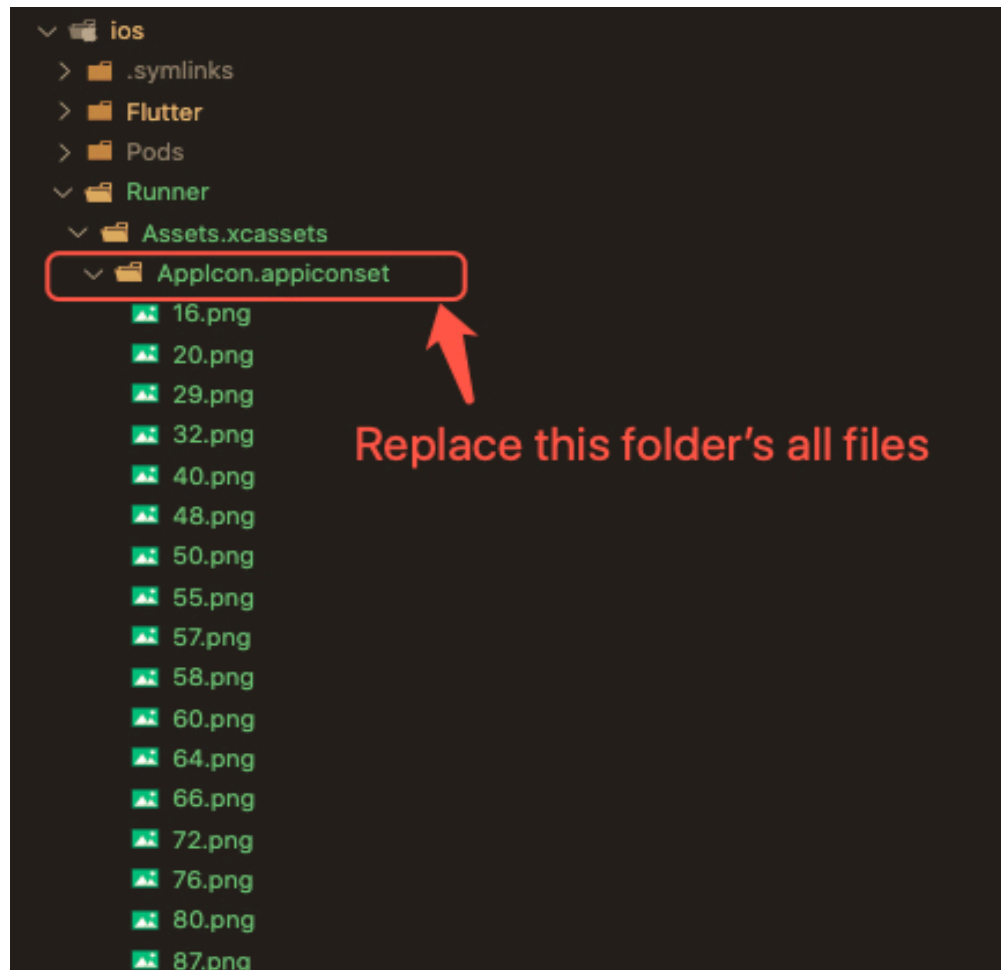 ios
.symlinks
Flutter
Pods
Runner
Assets.xcassets
AppIcon.appiconset
16.png
20.png
29.png
32.png
Replace this folder’s all files
40.png
48.png
50.png
55.png
57.png
58.png
60.png
64.png
66.png
72.png
76.png
80.png
87.png